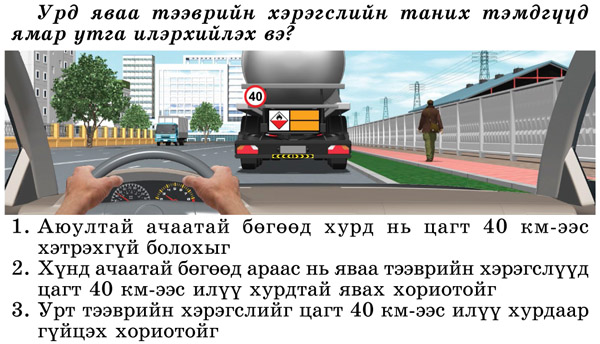 Урд яваа тээврийн хэрэгслийн таних тэмдгүүд
ямар утга илэрхийлэх вэ?
40
1. Аюултай ачаатай бөгөөд хурд нь цагт 40 км-ээс
хэтрэхгүй болохыг
2. Хүнд ачаатай бөгөөд араас нь яваа тээврийн хэрэгслүүд
цагт 40 км-ээс илүү хурдтай явах хориотойг
3. Урт тээврийн хэрэгслийг цагт 40 км-ээс илүү хурдаар
гүйцэх хориотойг